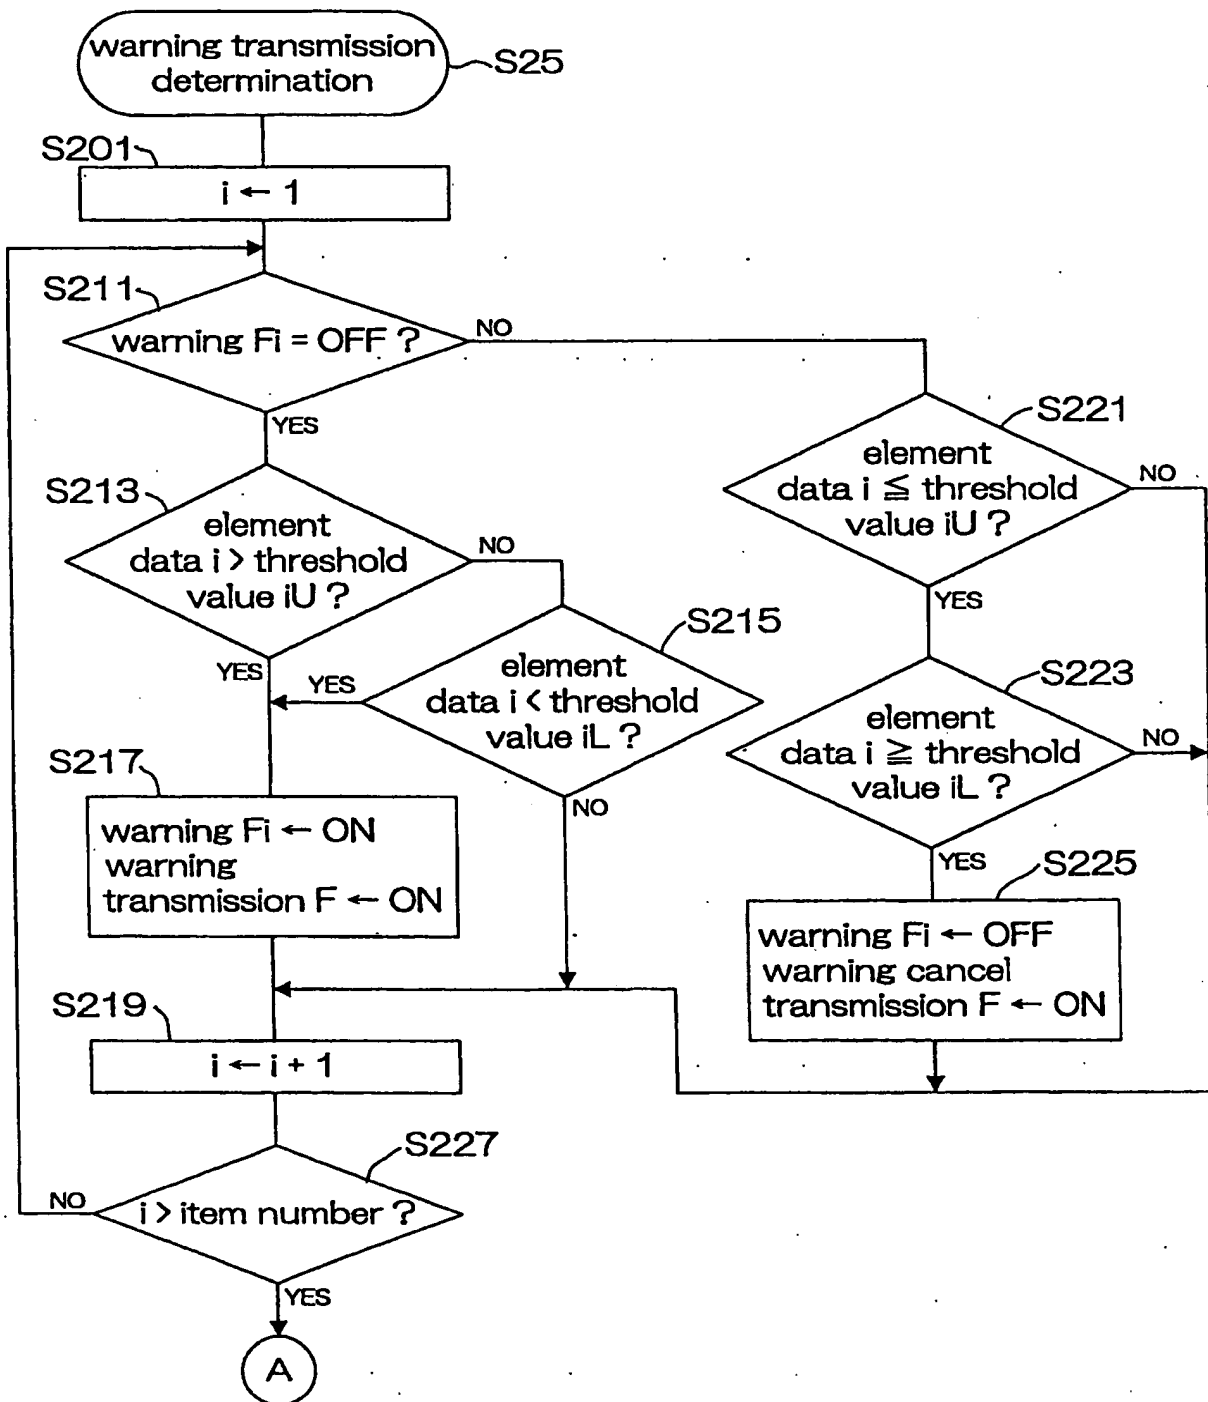 warning transmission
determination
S25
S201
i ← 1
S211
warning Fi = OFF ?
NO
YES
S221
element
data i ≦ threshold
value iU ?
NO
YES
S213
element
data i > threshold
value iU ?
NO
YES
S215
element
data i < threshold
value iL ?
YES
NO
S223
element
data i ≧ threshold
value iL ?
NO
YES
S217
warning Fi ← ON
warning
transmission F ← ON
S225
warning Fi ← OFF
warning cancel
transmission F ← ON
S219
i ← i + 1
S227
i > item number ?
NO
YES
A